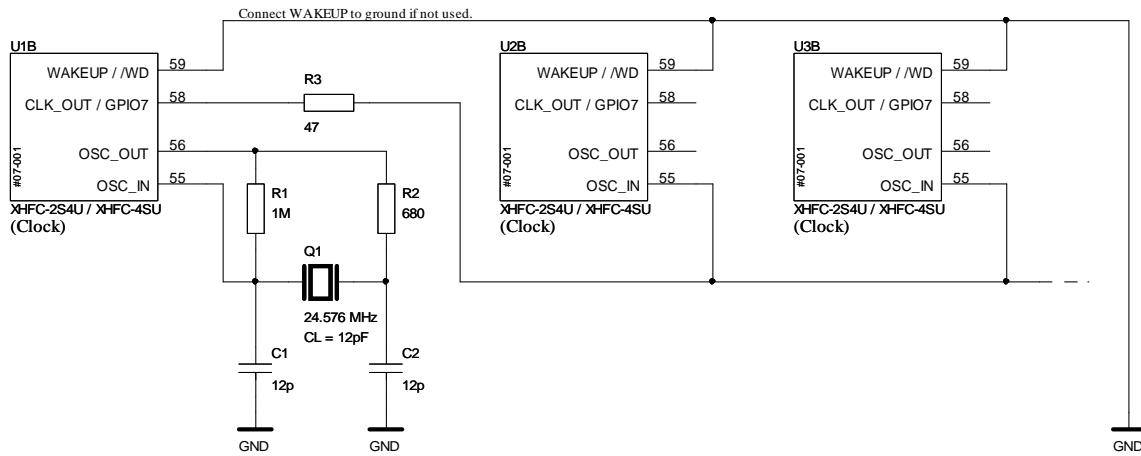 Connect WAKEUP to ground if not used.
U1B
WAKEUP / /WD
59
CLK_OUT / GPIO7
58
OSC_OUT
56
OSC_IN
55
#07-001
XHFC-2S4U / XHFC-4SU
(Clock)
R3
47
R1
1M
R2
680
Q1
24.576 MHz
CL = 12pF
C1
12p
C2
12p
GND
GND
U2B
WAKEUP / /WD
59
CLK_OUT / GPIO7
58
OSC_OUT
56
OSC_IN
55
#07-001
XHFC-2S4U / XHFC-4SU
(Clock)
U3B
WAKEUP / /WD
59
CLK_OUT / GPIO7
58
OSC_OUT
56
OSC_IN
55
#07-001
XHFC-2S4U / XHFC-4SU
(Clock)
GND